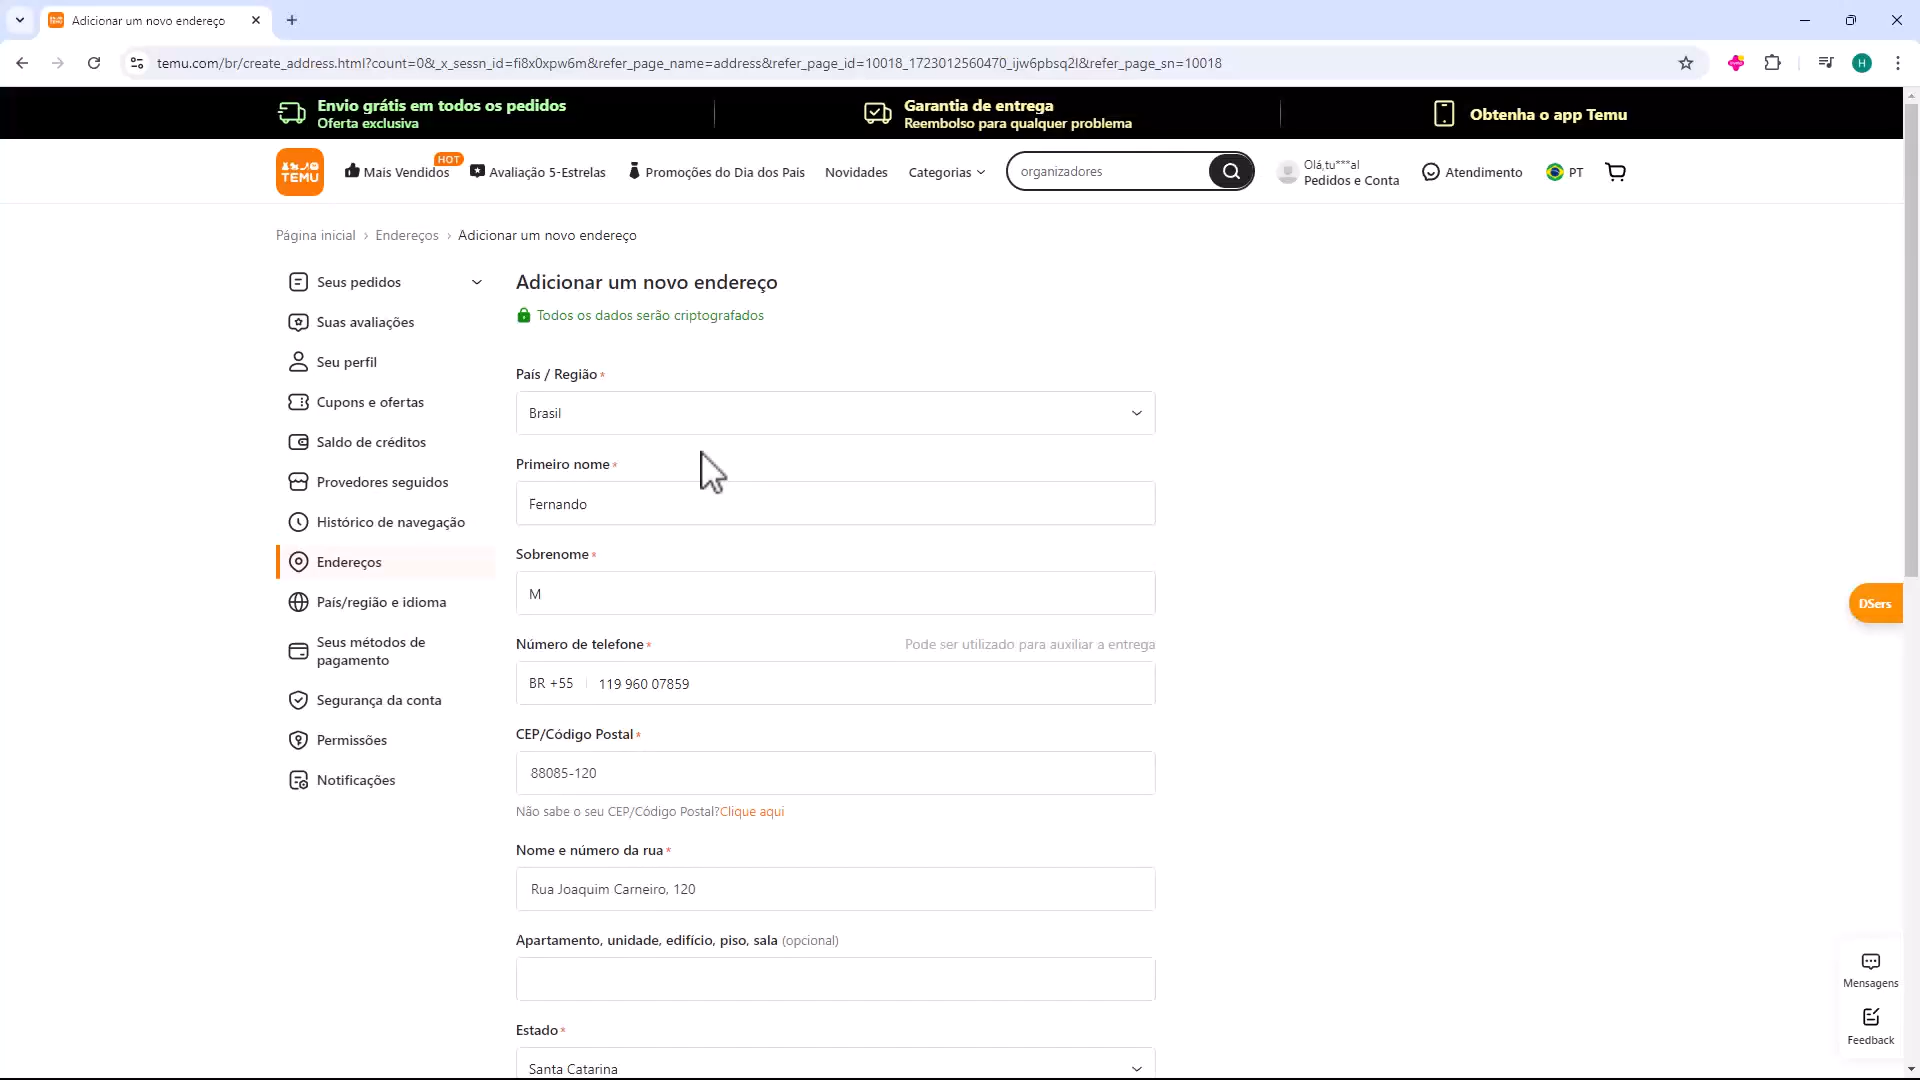 Adicionar um novo endereço
temu.com/br/create_address.html?count=0&_x_sessn_id=fi8x0xpw6m&refer_page_name=address&refer_page_id=10018_1723012560470_ijw6pbsq2l&refer_page_sn=10018
H
Envio grátis em todos os pedidos
Oferta exclusiva
Garantia de entrega
Reembolso para qualquer problema
Obtenha o app Temu
TEMU
Mais Vendidos
HOT
Avaliação 5-Estrelas
Promoções do Dia dos Pais
Novidades
Categorias
organizadores
Olá,tu***al
Pedidos e Conta
Atendimento
PT
Página inicial › Endereços › Adicionar um novo endereço
Seus pedidos
Suas avaliações
Seu perfil
Cupons e ofertas
Saldo de créditos
Provedores seguidos
Histórico de navegação
Endereços
País/região e idioma
Seus métodos de
pagamento
Segurança da conta
Permissões
Notificações
Adicionar um novo endereço
Todos os dados serão criptografados
País / Região*
Brasil
Primeiro nome*
Fernando
Sobrenome*
M
Número de telefone*
Pode ser utilizado para auxiliar a entrega
BR +55
119 960 07859
CEP/Código Postal*
88085-120
Não sabe o seu CEP/Código Postal?Clique aqui
Nome e número da rua*
Rua Joaquim Carneiro, 120
Apartamento, unidade, edifício, piso, sala (opcional)
Estado*
Santa Catarina
DSers
Mensagens
Feedback